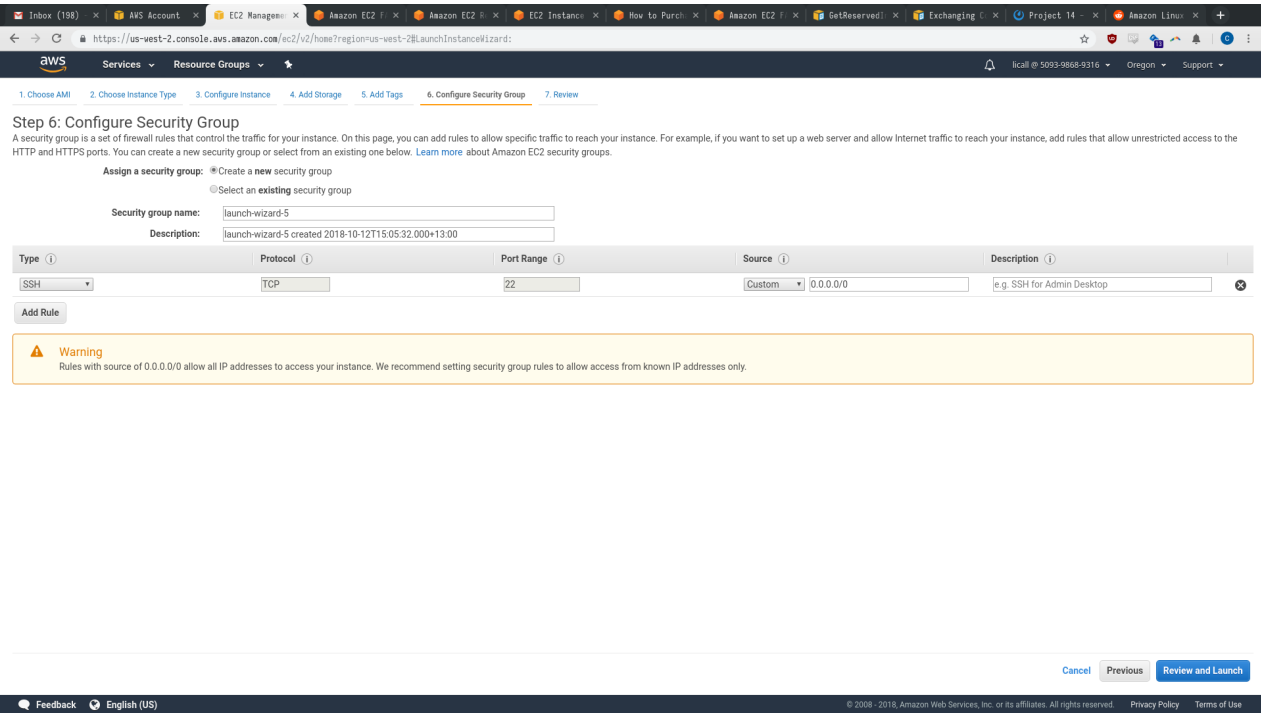 Inbox (198)
AWS Account
EC2 Managemen
Amazon EC2 F
Amazon EC2 R
EC2 Instance
How to Purch
Amazon EC2 F
GetReservedI
Exchanging C
Project 14 -
Amazon Linux
https://us-west-2.console.aws.amazon.com/ec2/v2/home?region=us-west-2#LaunchInstanceWizard:
13
C
aws
Services
Resource Groups
licall @ 5093-9868-9316
Oregon
Support
1. Choose AMI
2. Choose Instance Type
3. Configure Instance
4. Add Storage
5. Add Tags
6. Configure Security Group
7. Review
Step 6: Configure Security Group
A security group is a set of firewall rules that control the traffic for your instance. On this page, you can add rules to allow specific traffic to reach your instance. For example, if you want to set up a web server and allow Internet traffic to reach your instance, add rules that allow unrestricted access to the
HTTP and HTTPS ports. You can create a new security group or select from an existing one below. Learn more about Amazon EC2 security groups.
Assign a security group: Create a new security group
Select an existing security group
Security group name: launch-wizard-5
Description: launch-wizard-5 created 2018-10-12T15:05:32.000+13:00
Type
Protocol
Port Range
Source
Description
SSH
TCP
22
Custom
0.0.0.0/0
e.g. SSH for Admin Desktop
Add Rule
Warning
Rules with source of 0.0.0.0/0 allow all IP addresses to access your instance. We recommend setting security group rules to allow access from known IP addresses only.
Cancel
Previous
Review and Launch
Feedback
English (US)
© 2008 - 2018, Amazon Web Services, Inc. or its affiliates. All rights reserved.
Privacy Policy
Terms of Use